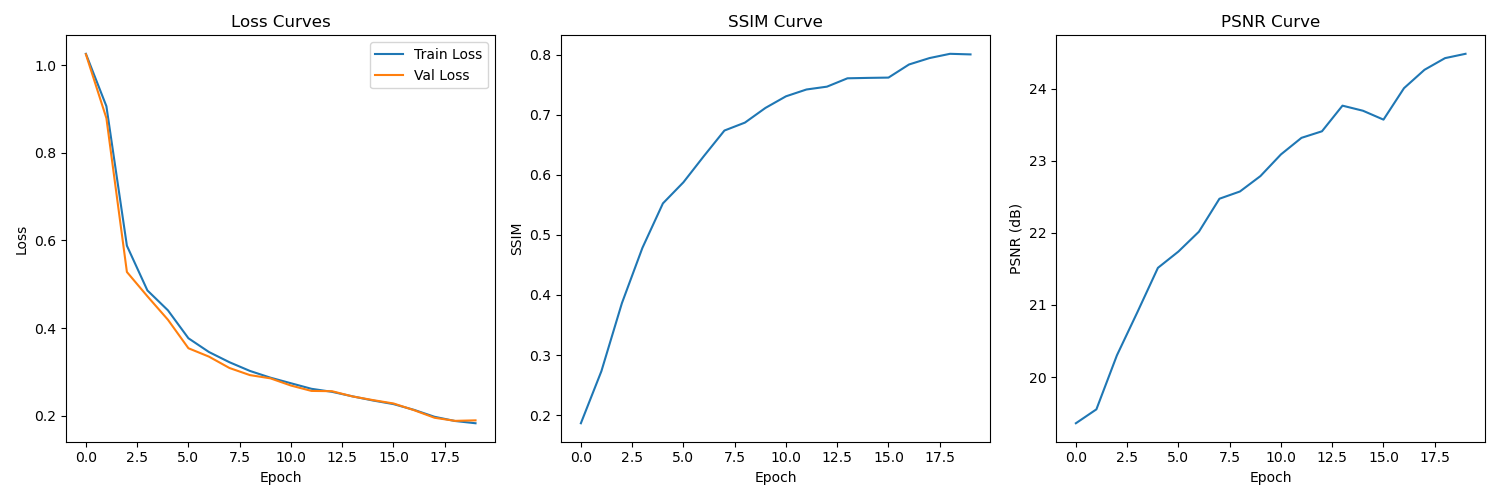 Loss Curves
Train Loss
Val Loss
1.0
0.8
0.6
0.4
0.2
Loss
0.0 2.5 5.0 7.5 10.0 12.5 15.0 17.5
Epoch
SSIM Curve
0.8
0.7
0.6
0.5
0.4
0.3
0.2
SSIM
0.0 2.5 5.0 7.5 10.0 12.5 15.0 17.5
Epoch
PSNR Curve
24
23
22
21
20
PSNR (dB)
0.0 2.5 5.0 7.5 10.0 12.5 15.0 17.5
Epoch